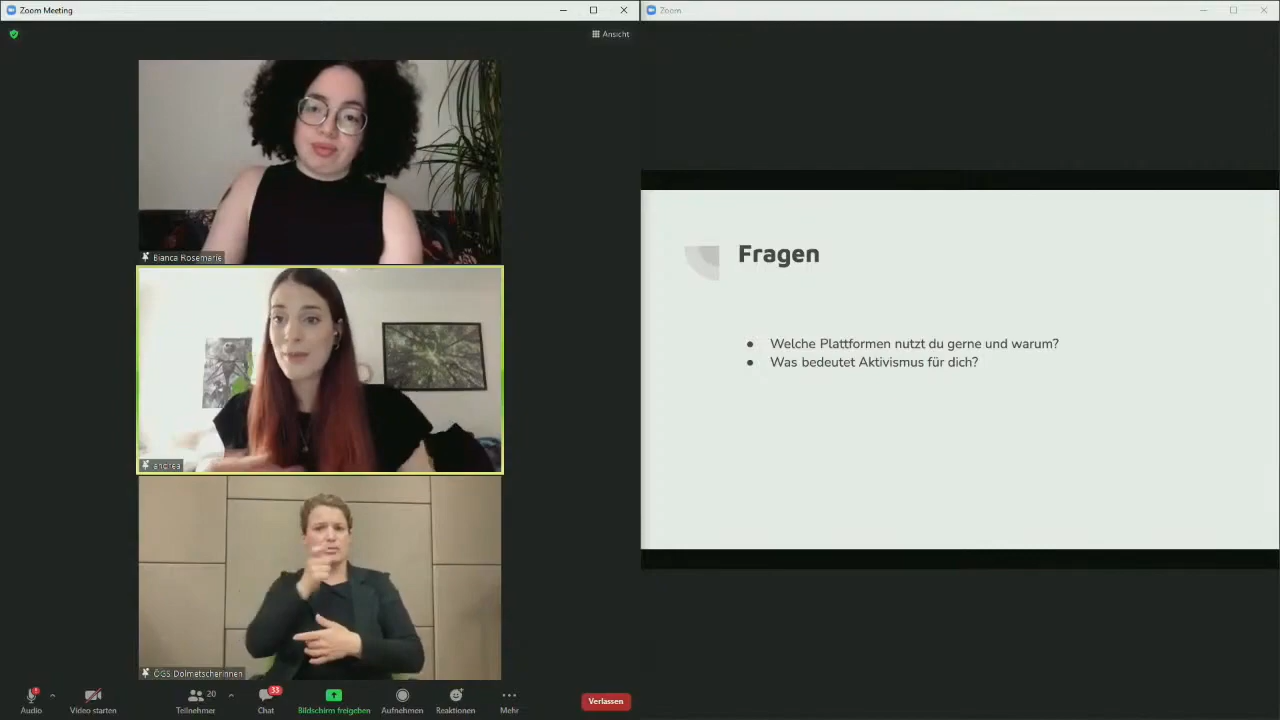 Zoom Meeting
Ansicht
Bianca Rosemarie
andrea
ÖGS Dolmetscherinnen
Audio
Video starten
20
Teilnehmer
33
Chat
Bildschirm freigeben
Aufnehmen
Reaktionen
Mehr
Verlassen
Zoom
Fragen
● Welche Plattformen nutzt du gerne und warum?
● Was bedeutet Aktivismus für dich?